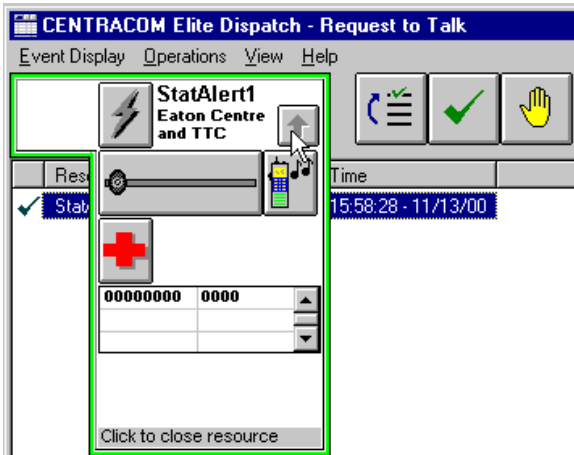 CENTRACOM Elite Dispatch - Request to Talk
Event Display Operations View Help
StatAlert1
Eaton Centre
and TTC
Time
15:58:28 - 11/13/00
00000000 0000
Click to close resource